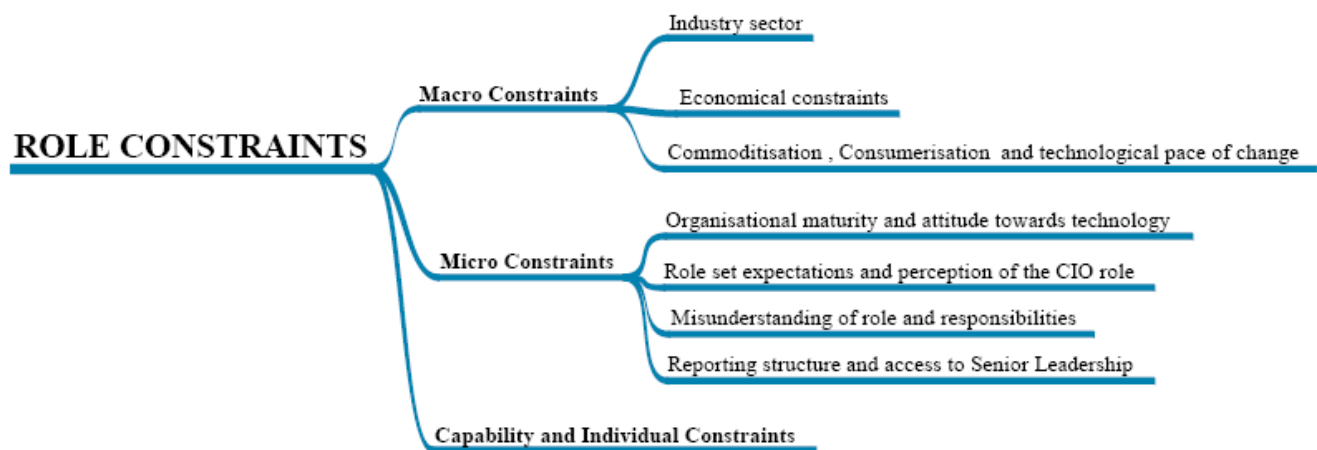 ROLE CONSTRAINTS
Macro Constraints
Industry sector
Economical constraints
Commoditisation , Consumerisation and technological pace of change
Micro Constraints
Organisational maturity and attitude towards technology
Role set expectations and perception of the CIO role
Misunderstanding of role and responsibilities
Reporting structure and access to Senior Leadership
Capability and Individual Constraints